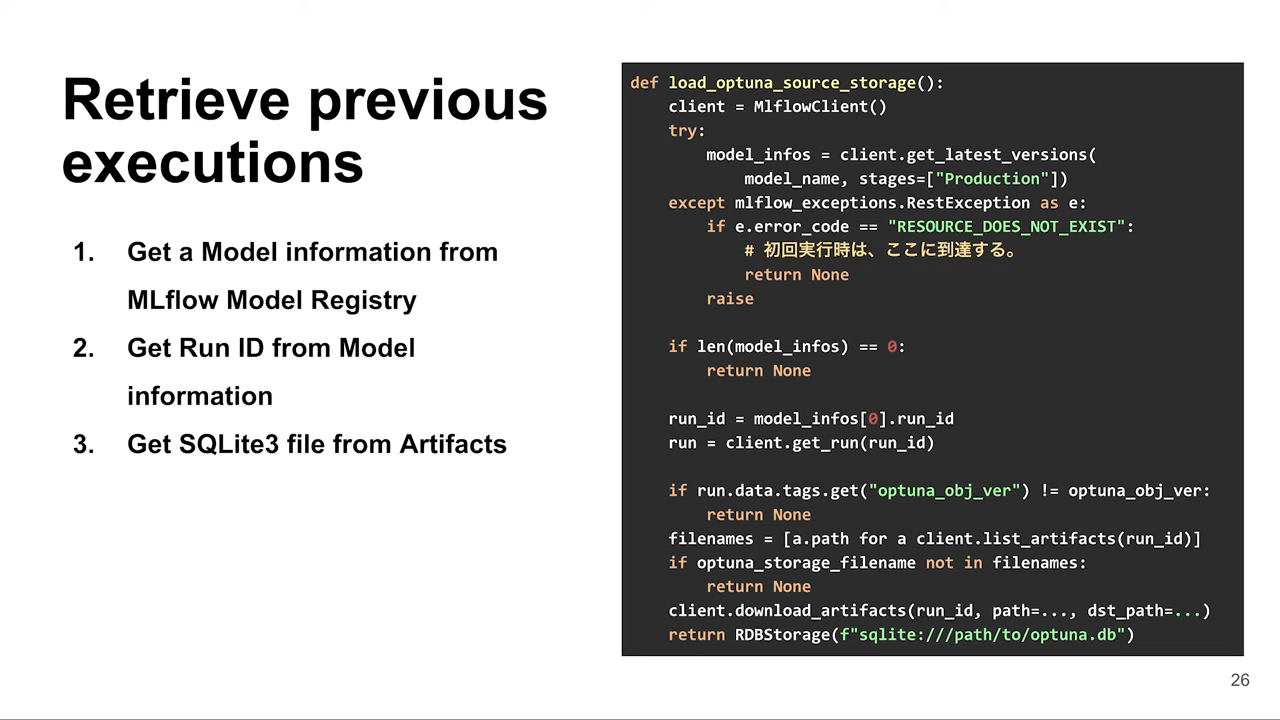 Retrieve previous
executions
1. Get a Model information from
MLflow Model Registry
2. Get Run ID from Model
information
3. Get SQLite3 file from Artifacts
def load_optuna_source_storage():
    client = MlflowClient()
    try:
        model_infos = client.get_latest_versions(
            model_name, stages=["Production"])
    except mlflow_exceptions.RestException as e:
        if e.error_code == "RESOURCE_DOES_NOT_EXIST":
            # 初回実行時は、ここに到達する。
            return None
        raise
    if len(model_infos) == 0:
        return None
    run_id = model_infos[0].run_id
    run = client.get_run(run_id)
    if run.data.tags.get("optuna_obj_ver") != optuna_obj_ver:
        return None
    filenames = [a.path for a client.list_artifacts(run_id)]
    if optuna_storage_filename not in filenames:
        return None
    client.download_artifacts(run_id, path=..., dst_path=...)
    return RDBStorage(f"sqlite:///path/to/optuna.db")
26